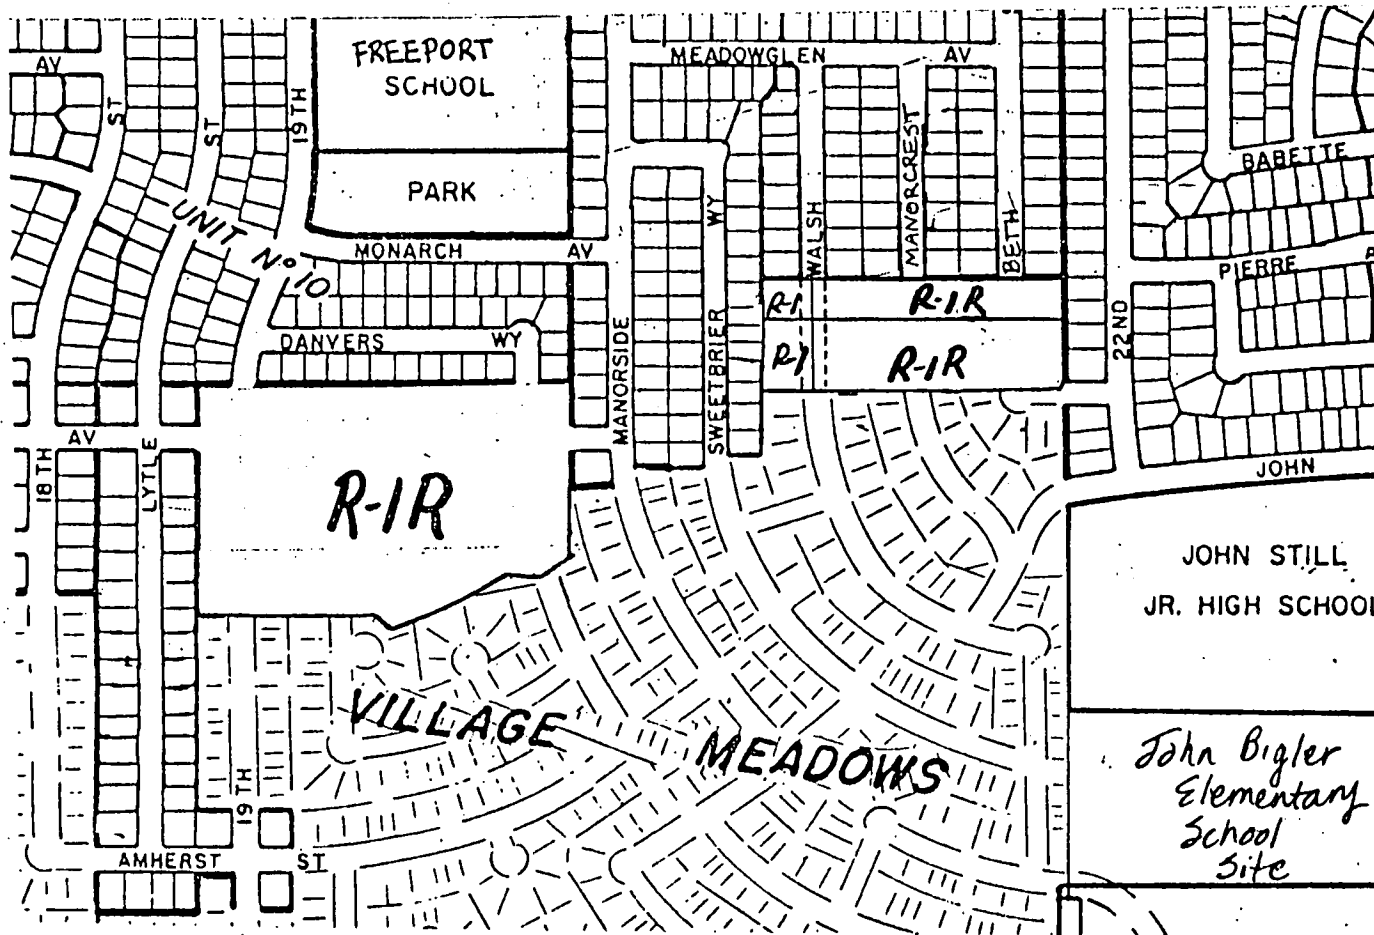 FREEPORT
SCHOOL
MEADOWGLEN AV
AV
ST
ST
19TH
MANORCREST
BABETTE
PARK
WY
WALSH
BETH
UNIT No 10
MONARCH AV
PIERRE
R-1
R-1R
DANVERS WY
MANORSIDE
SWEETBRIER
22ND
R-1
R-1R
AV
18TH
LYTLE
JOHN
R-1R
JOHN STILL
JR. HIGH SCHOOL
VILLAGE MEADOWS
John Bigler
Elementary
School
Site
19TH
AMHERST ST